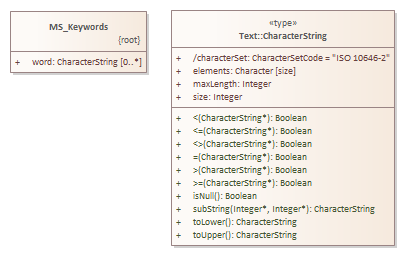 MS_Keywords
{root}
+ word: CharacterString [0..*]
«type»
Text::CharacterString
+ /characterSet: CharacterSetCode = "ISO 10646-2"
+ elements: Character [size]
+ maxLength: Integer
+ size: Integer
+ <(CharacterString*): Boolean
+ <=(CharacterString*): Boolean
+ <>(CharacterString*): Boolean
+ =(CharacterString*): Boolean
+ >(CharacterString*): Boolean
+ >=(CharacterString*): Boolean
+ isNull(): Boolean
+ subString(Integer*, Integer*): CharacterString
+ toLower(): CharacterString
+ toUpper(): CharacterString